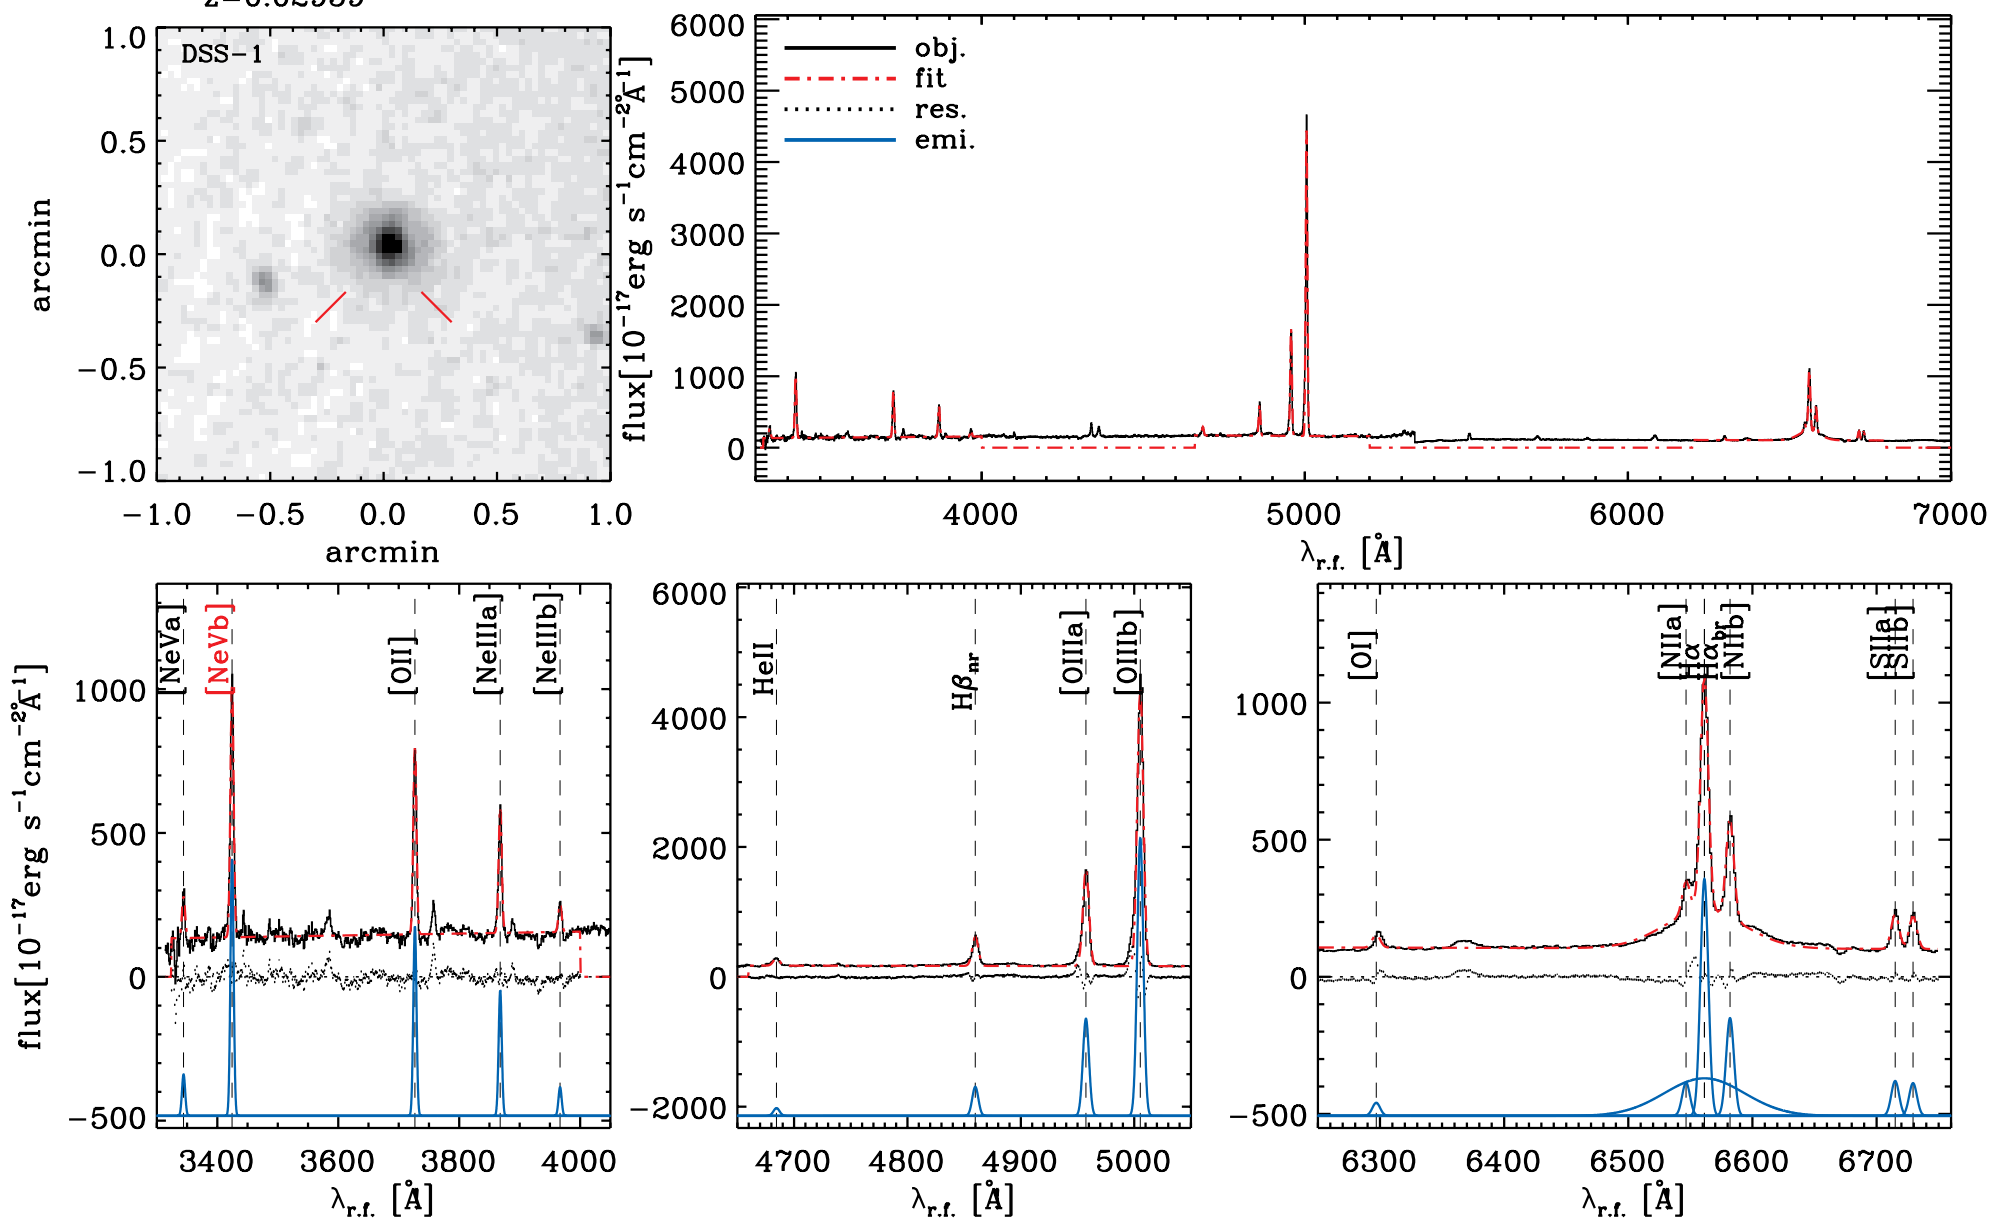 DSS-1
1.0
0.5
0.0
-0.5
-1.0
arcmin
-1.0 -0.5 0.0 0.5 1.0
arcmin
obj.
fit
res.
emi.
6000
5000
4000
3000
2000
1000
0
flux[10⁻¹⁷erg s⁻¹cm⁻²Å⁻¹]
4000 5000 6000 7000
λr.f. [Å]
[NeVa]
[NeVb]
[OII]
[NeIIIa]
[NeIIIb]
1000
500
0
-500
flux[10⁻¹⁷erg s⁻¹cm⁻²Å⁻¹]
3400 3600 3800 4000
λr.f. [Å]
HeII
Hβnr
[OIIIa]
[OIIIb]
6000
4000
2000
0
-2000
4700 4800 4900 5000
λr.f. [Å]
[OI]
[NIIa]
Hα
Hαbr
[NIIb]
[SIIa]
[SIIb]
1000
500
0
-500
6300 6400 6500 6600 6700
λr.f. [Å]